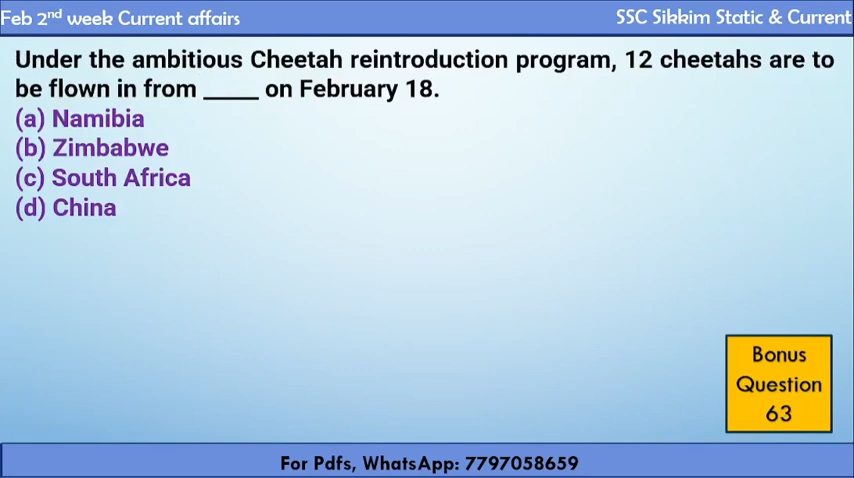 Feb 2nd week Current affairs
SSC Sikkim Static & Current
Under the ambitious Cheetah reintroduction program, 12 cheetahs are to
be flown in from _____ on February 18.
(a) Namibia
(b) Zimbabwe
(c) South Africa
(d) China
Bonus
Question
63
For Pdfs, WhatsApp: 7797058659